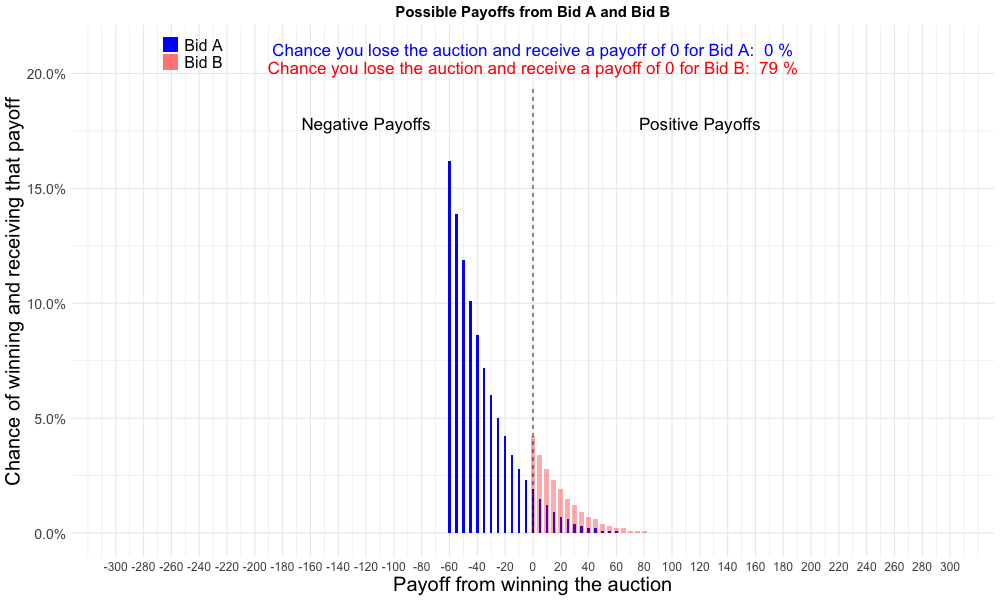 Possible Payoffs from Bid A and Bid B
Bid A
Bid B
Chance you lose the auction and receive a payoff of 0 for Bid A:  0 %
Chance you lose the auction and receive a payoff of 0 for Bid B:  79 %
Negative Payoffs
Positive Payoffs
Chance of winning and receiving that payoff
20.0%
15.0%
10.0%
5.0%
0.0%
-300 -280 -260 -240 -220 -200 -180 -160 -140 -120 -100 -80 -60 -40 -20 0 20 40 60 80 100 120 140 160 180 200 220 240 260 280 300
Payoff from winning the auction